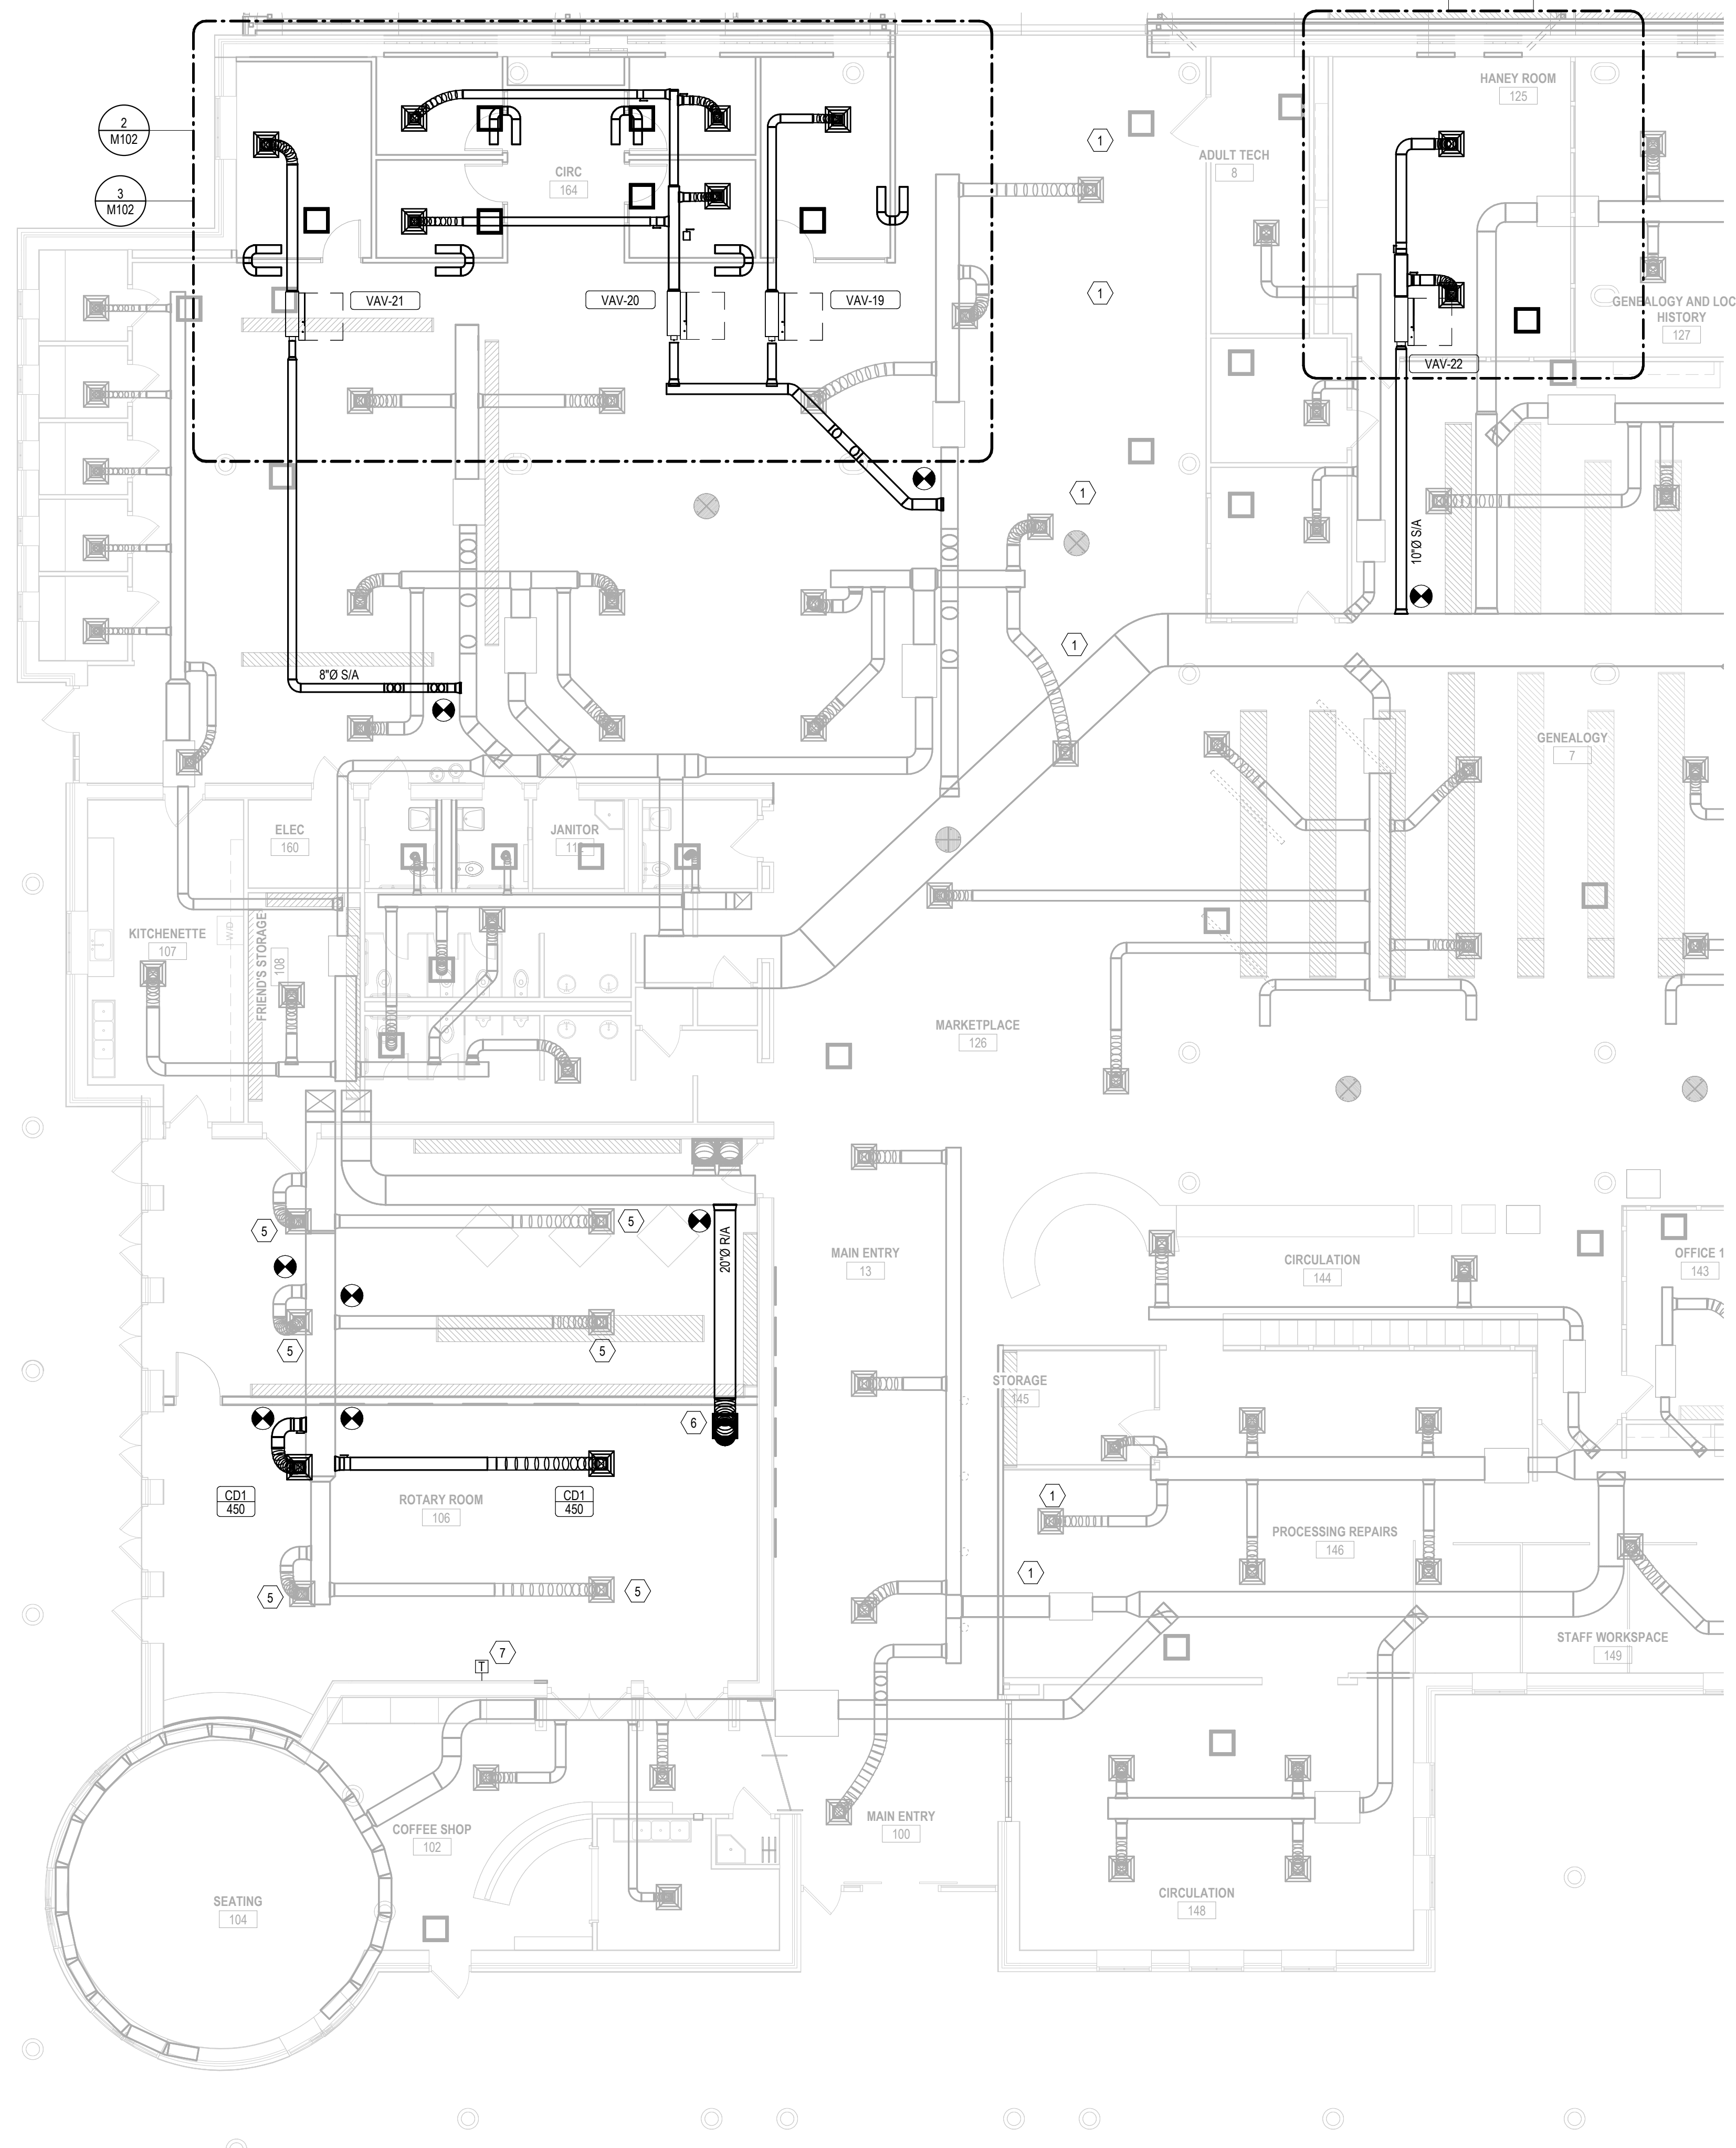 HANEY ROOM
125
2
M102
1
ADULT TECH
8
CIRC
164
3
M102
VAV-21
VAV-20
VAV-19
1
GENEALOGY AND LOC
HISTORY
127
VAV-22
1
10"Ø S/A
1
8"Ø S/A
GENEALOGY
7
ELEC
160
JANITOR
112
KITCHENETTE
107
W/D
FRIEND'S STORAGE
108
MARKETPLACE
126
5
5
20"Ø R/A
MAIN ENTRY
13
CIRCULATION
144
OFFICE 1
143
5
5
STORAGE
145
6
CD1
450
ROTARY ROOM
106
CD1
450
1
PROCESSING REPAIRS
146
1
5
5
STAFF WORKSPACE
149
7
T
COFFEE SHOP
102
MAIN ENTRY
100
SEATING
104
CIRCULATION
148